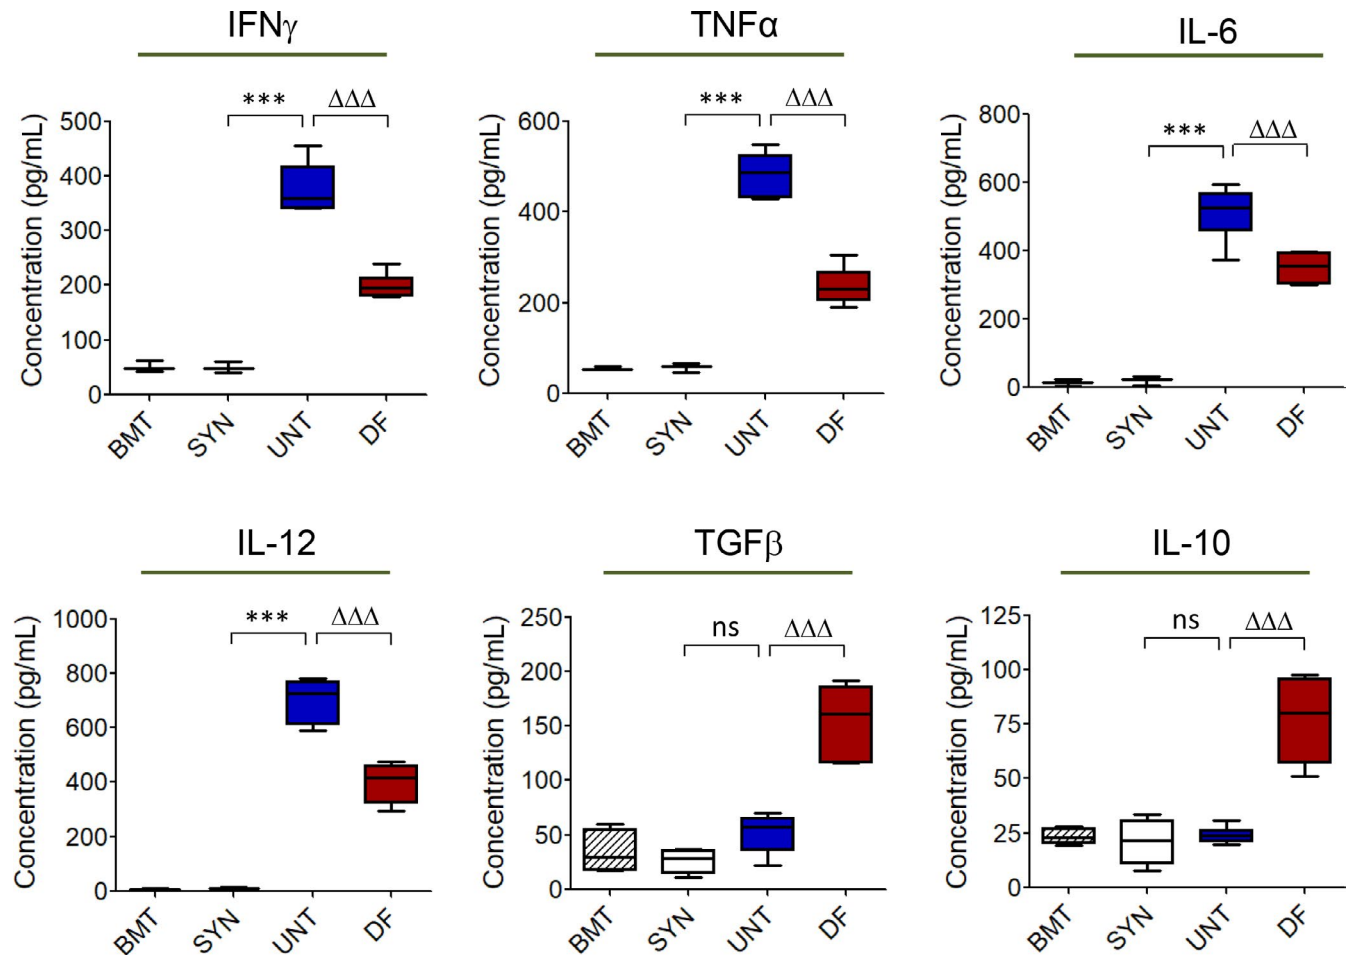 IFNγ
*** ΔΔΔ
Concentration (pg/mL)
500
400
300
200
100
0
BMT SYN UNT DF
TNFα
*** ΔΔΔ
Concentration (pg/mL)
600
400
200
0
BMT SYN UNT DF
IL-6
*** ΔΔΔ
Concentration (pg/mL)
800
600
400
200
0
BMT SYN UNT DF
IL-12
*** ΔΔΔ
Concentration (pg/mL)
1000
800
600
400
200
0
BMT SYN UNT DF
TGFβ
ns ΔΔΔ
Concentration (pg/mL)
250
200
150
100
50
0
BMT SYN UNT DF
IL-10
ns ΔΔΔ
Concentration (pg/mL)
125
100
75
50
25
0
BMT SYN UNT DF